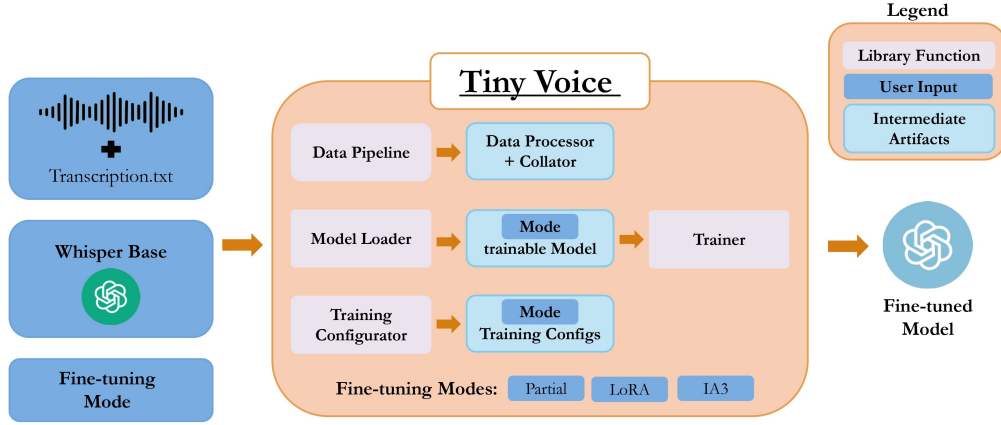 Legend
Library Function
User Input
Intermediate
Artifacts
Tiny Voice
Transcription.txt
Whisper Base
Fine-tuning
Mode
Data Pipeline
Data Processor
+ Collator
Model Loader
Mode
trainable Model
Trainer
Training
Configurator
Mode
Training Configs
Fine-tuning Modes: Partial LoRA IA3
Fine-tuned
Model